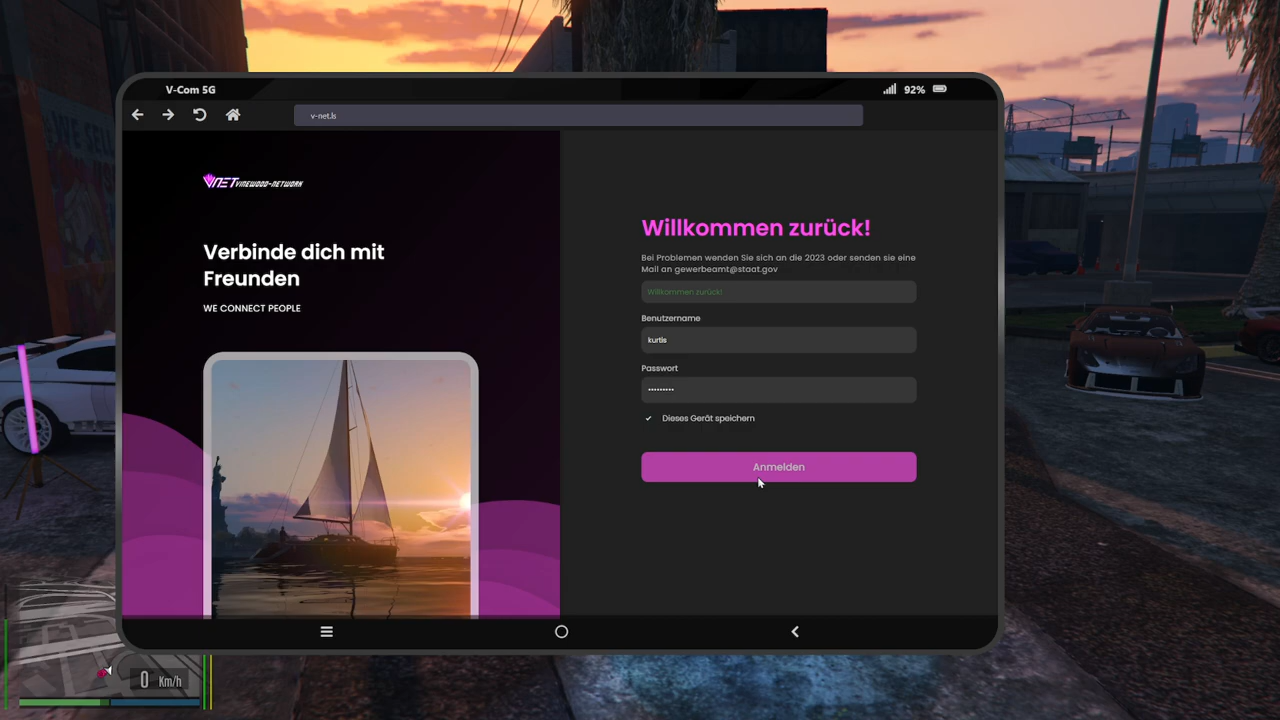 V-Com 5G
92%
v-net.ls
VNET VINEWOOD-NETWORK
Verbinde dich mit
Freunden
WE CONNECT PEOPLE
Willkommen zurück!
Bei Problemen wenden Sie sich an die 2023 oder senden sie eine
Mail an gewerbeamt@staat.gov
Willkommen zurück!
Benutzername
kurtis
Passwort
•••••••••
Dieses Gerät speichern
Anmelden
WE SELL
0 Km/h